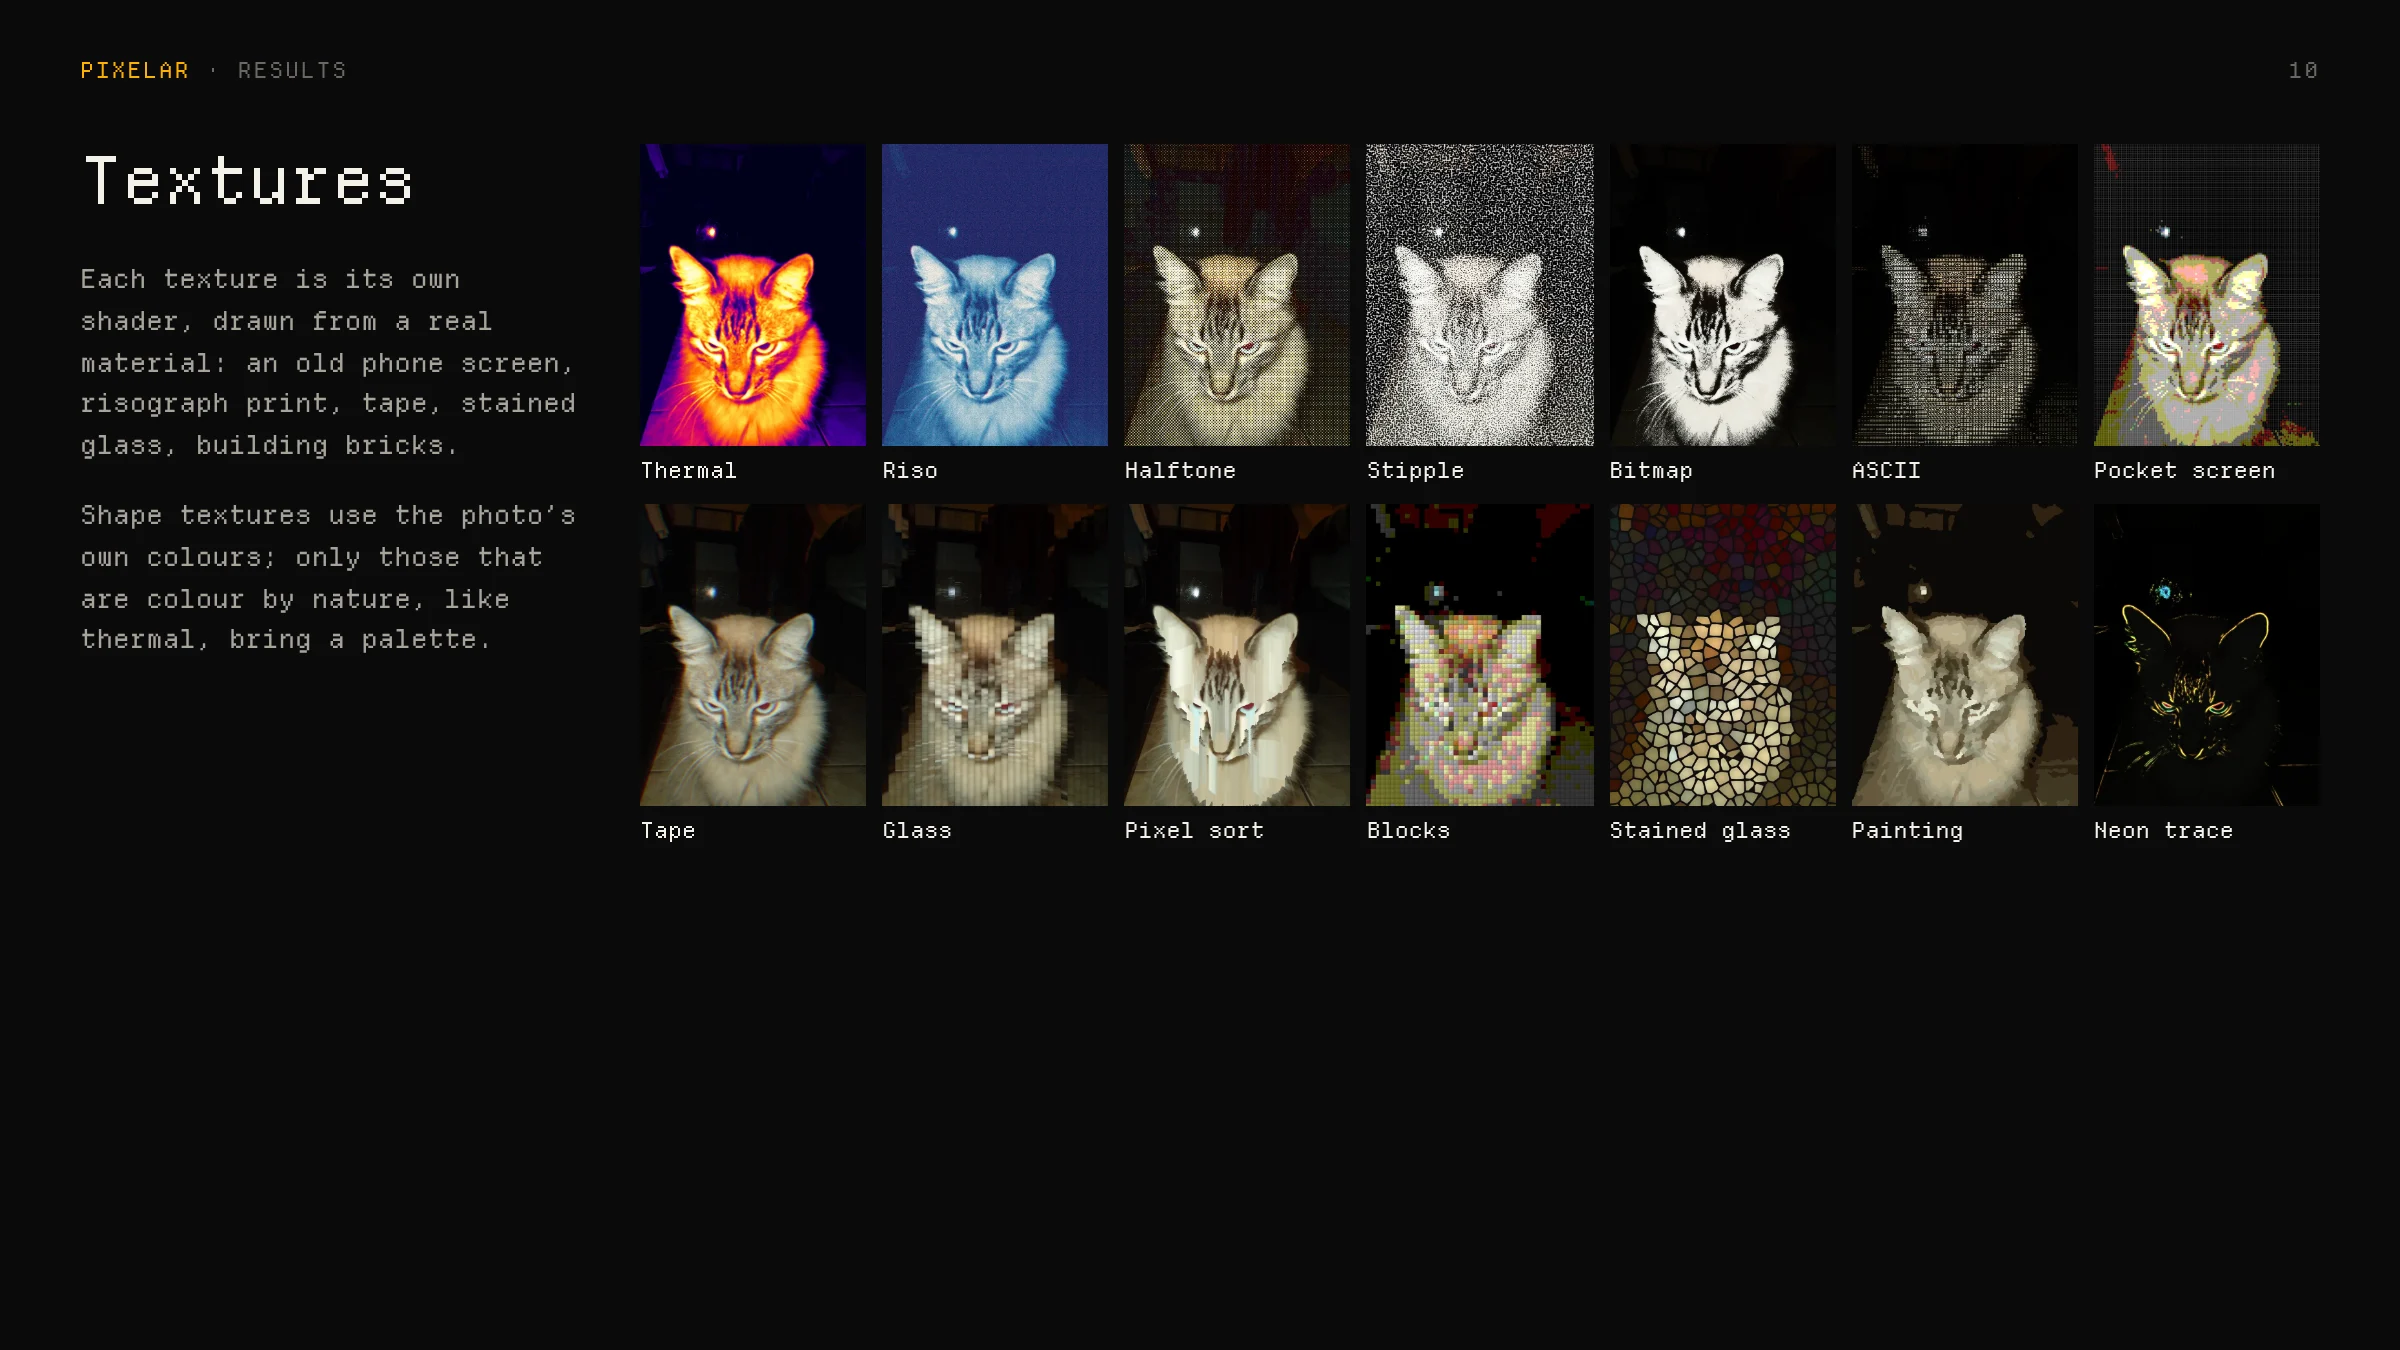 PIXELAR · RESULTS
10
Textures
Each texture is its own
shader, drawn from a real
material: an old phone screen,
risograph print, tape, stained
glass, building bricks.
Shape textures use the photo’s
own colours; only those that
are colour by nature, like
thermal, bring a palette.
Thermal
Riso
Halftone
Stipple
Bitmap
ASCII
Pocket screen
Tape
Glass
Pixel sort
Blocks
Stained glass
Painting
Neon trace